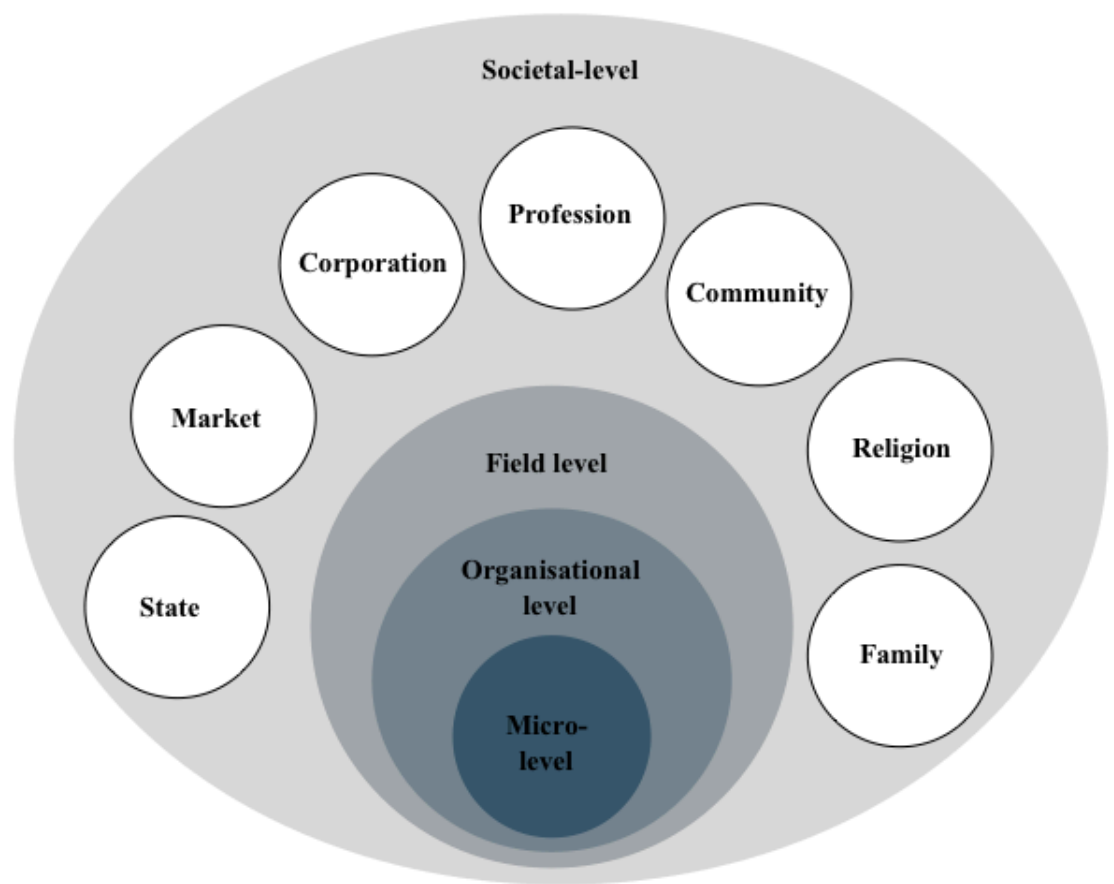 Societal-level
Profession
Corporation
Community
Market
Religion
Field level
Organisational
level
State
Family
Micro-
level